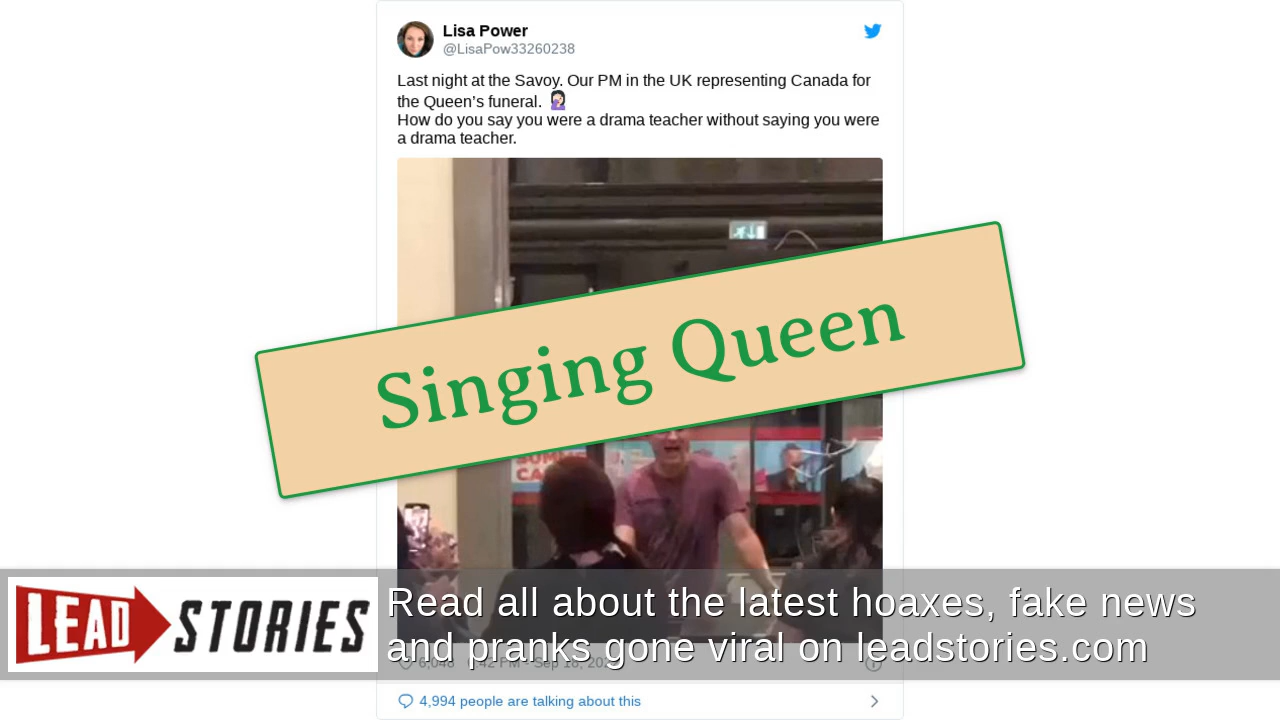 Lisa Power
@LisaPow33260238
Last night at the Savoy. Our PM in the UK representing Canada for
the Queen's funeral. 🤦🏻‍♀️
How do you say you were a drama teacher without saying you were
a drama teacher.
Singing Queen
LEAD STORIES
Read all about the latest hoaxes, fake news
and pranks gone viral on leadstories.com
4,994 people are talking about this